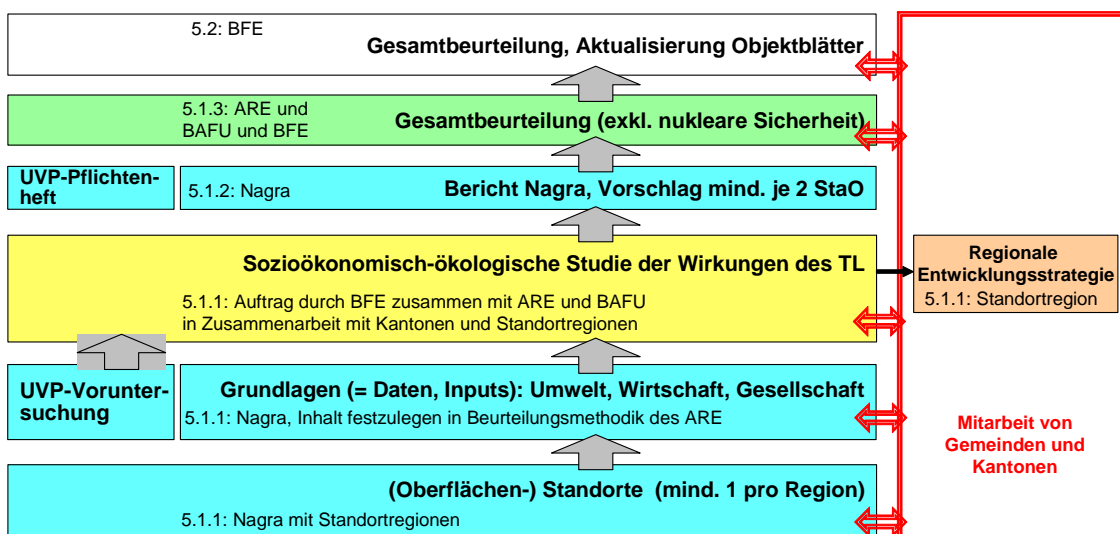 5.2: BFE
Gesamtbeurteilung, Aktualisierung Objektblätter
5.1.3: ARE und
BAFU und BFE
Gesamtbeurteilung (exkl. nukleare Sicherheit)
UVP-Pflichten-
heft
5.1.2: Nagra
Bericht Nagra, Vorschlag mind. je 2 StaO
Sozioökonomisch-ökologische Studie der Wirkungen des TL
5.1.1: Auftrag durch BFE zusammen mit ARE und BAFU
in Zusammenarbeit mit Kantonen und Standortregionen
Regionale
Entwicklungsstrategie
5.1.1: Standortregion
UVP-Vorunter-
suchung
Grundlagen (= Daten, Inputs): Umwelt, Wirtschaft, Gesellschaft
5.1.1: Nagra, Inhalt festzulegen in Beurteilungsmethodik des ARE
Mitarbeit von
Gemeinden und
Kantonen
(Oberflächen-) Standorte (mind. 1 pro Region)
5.1.1: Nagra mit Standortregionen